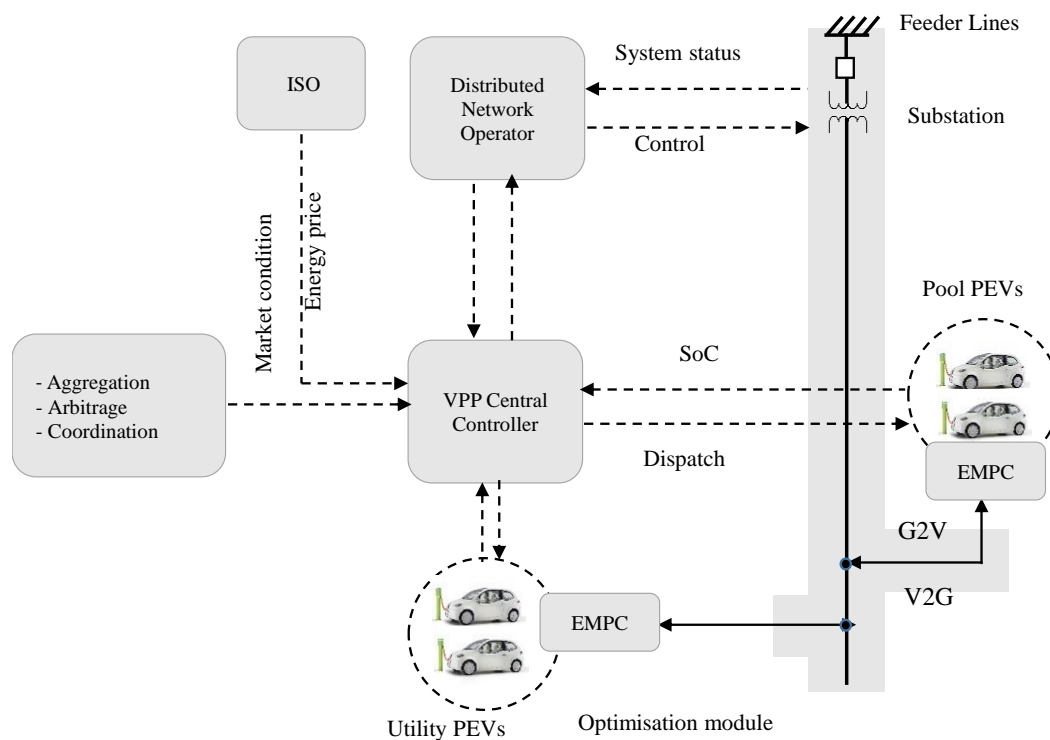 Feeder Lines
System status
ISO
Distributed
Network
Operator
Substation
Control
Market condition
Energy price
Pool PEVs
SoC
- Aggregation
- Arbitrage
- Coordination
VPP Central
Controller
Dispatch
EMPC
G2V
V2G
EMPC
Utility PEVs
Optimisation module